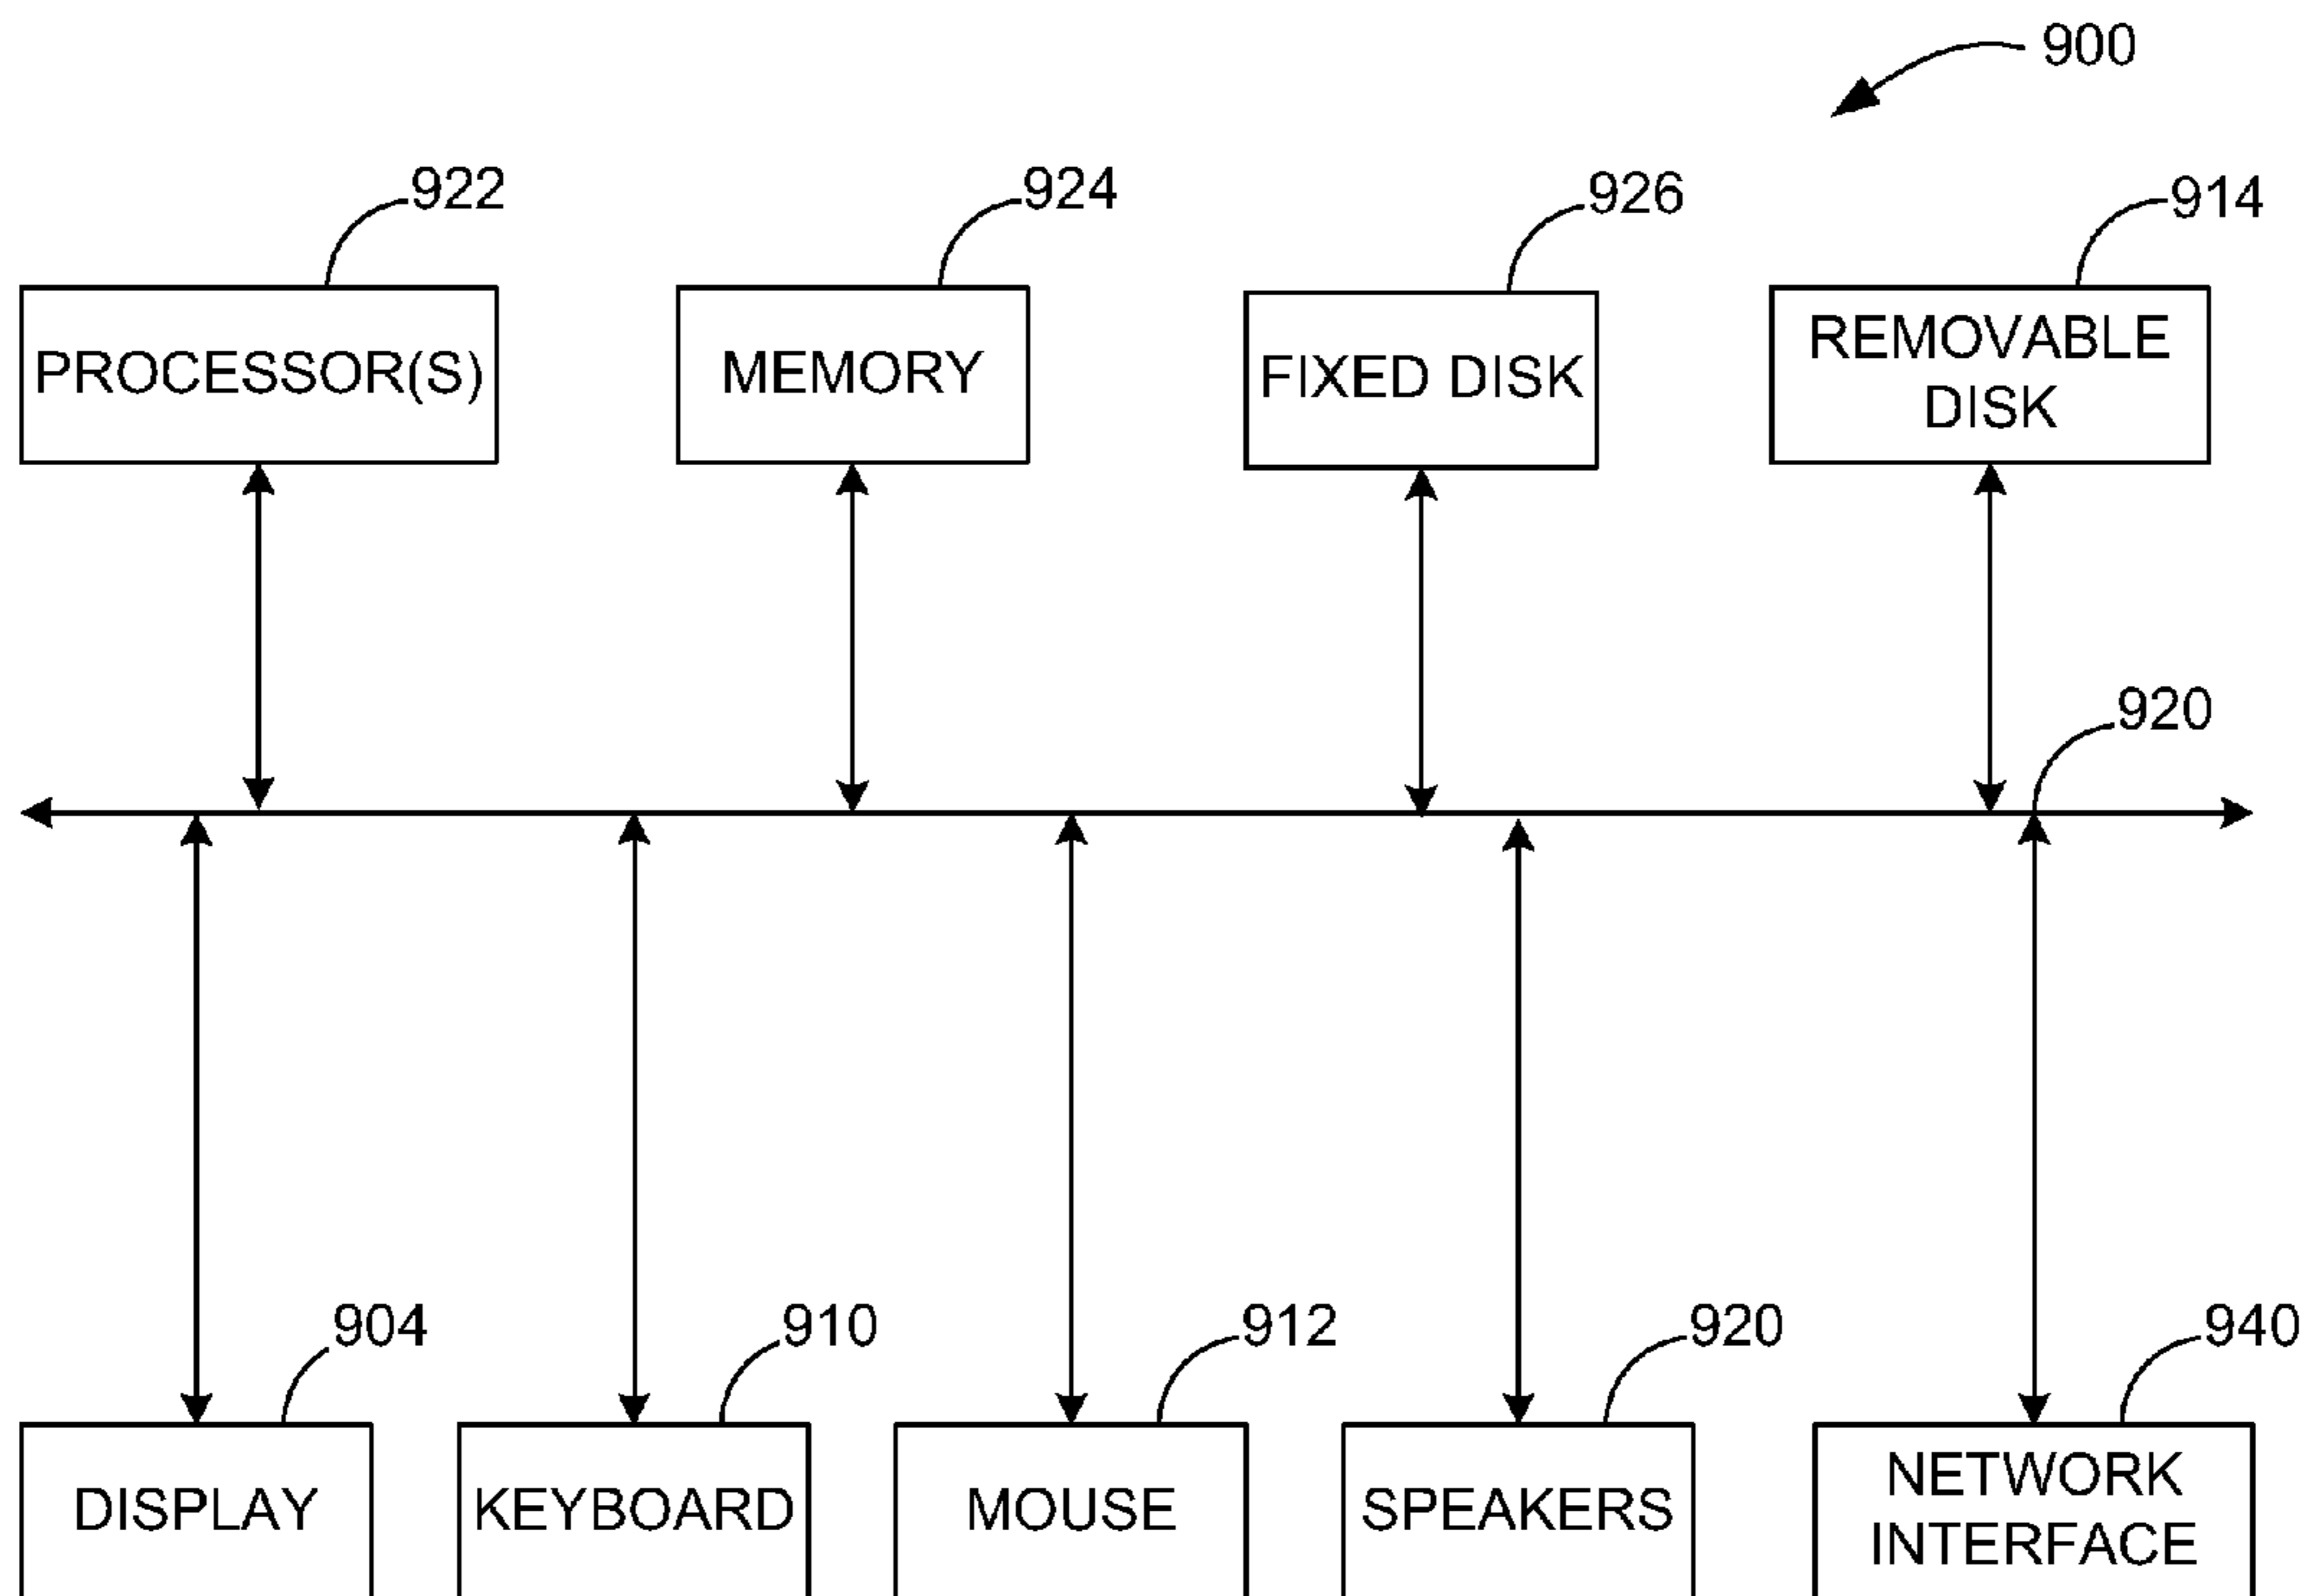 900
922
924
926
914
PROCESSOR(S)
MEMORY
FIXED DISK
REMOVABLE
DISK
920
904
910
912
920
940
DISPLAY
KEYBOARD
MOUSE
SPEAKERS
NETWORK
INTERFACE